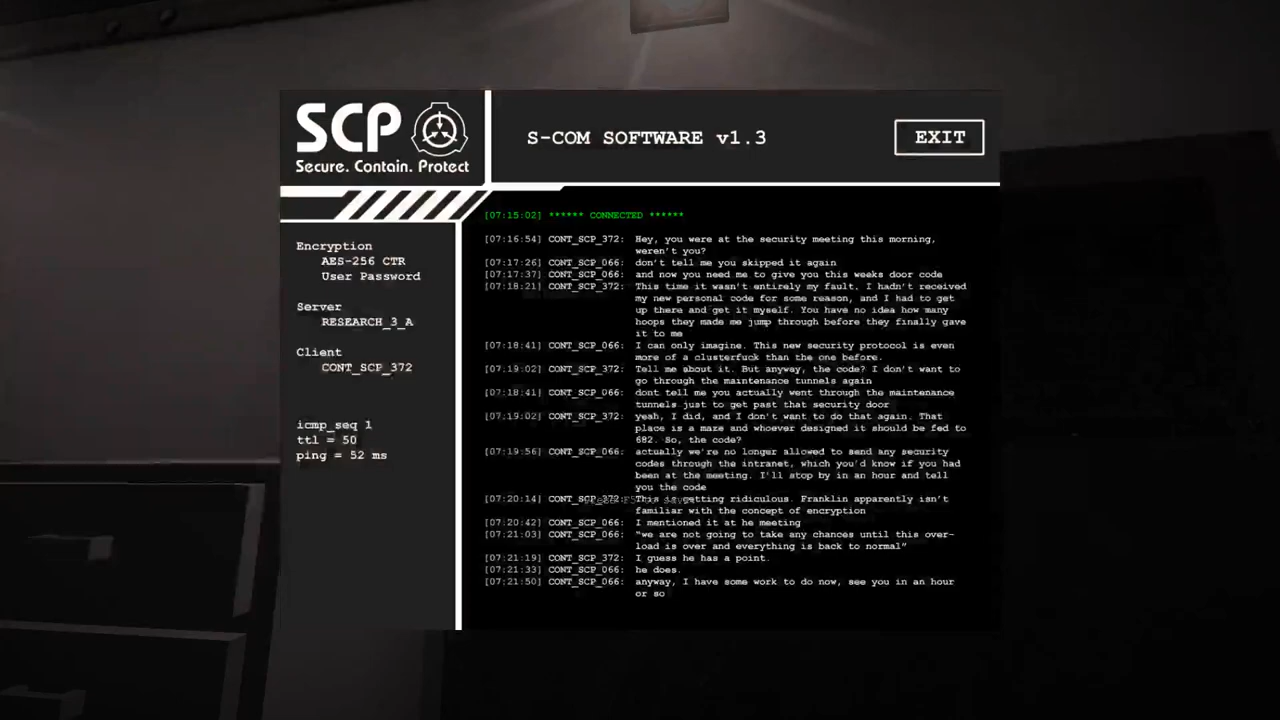 SCP
Secure. Contain. Protect
S-COM SOFTWARE v1.3
EXIT
Encryption
AES-256 CTR
User Password
Server
RESEARCH_3_A
Client
CONT_SCP_372
icmp_seq 1
ttl = 50
ping = 52 ms
[07:15:02] ****** CONNECTED ******
[07:16:54] CONT_SCP_372: Hey, you were at the security meeting this morning,
weren't you?
[07:17:26] CONT_SCP_066: don't tell me you skipped it again
[07:17:37] CONT_SCP_066: and now you need me to give you this weeks door code
[07:18:21] CONT_SCP_372: This time it wasn't entirely my fault. I hadn't received
my new personal code for some reason, and I had to get
up there and get it myself. You have no idea how many
hoops they made me jump through before they finally gave
it to me
[07:18:41] CONT_SCP_066: I can only imagine. This new security protocol is even
more of a clusterfuck than the one before.
[07:19:02] CONT_SCP_372: Tell me about it. But anyway, the code? I don't want to
go through the maintenance tunnels again
[07:18:41] CONT_SCP_066: dont tell me you actually went through the maintenance
tunnels just to get past that security door
[07:19:02] CONT_SCP_372: yeah, I did, and I don't want to do that again. That
place is a maze and whoever designed it should be fed to
682. So, the code?
[07:19:56] CONT_SCP_066: actually we're no longer allowed to send any security
codes through the intranet, which you'd know if you had
been at the meeting. I'll stop by in an hour and tell
you the code
[07:20:14] CONT_SCP_372: This is getting ridiculous. Franklin apparently isn't
familiar with the concept of encryption
[07:20:42] CONT_SCP_066: I mentioned it at he meeting
[07:21:03] CONT_SCP_066: "we are not going to take any chances until this over-
load is over and everything is back to normal"
[07:21:19] CONT_SCP_372: I guess he has a point.
[07:21:33] CONT_SCP_066: he does.
[07:21:50] CONT_SCP_066: anyway, I have some work to do now, see you in an hour
or so